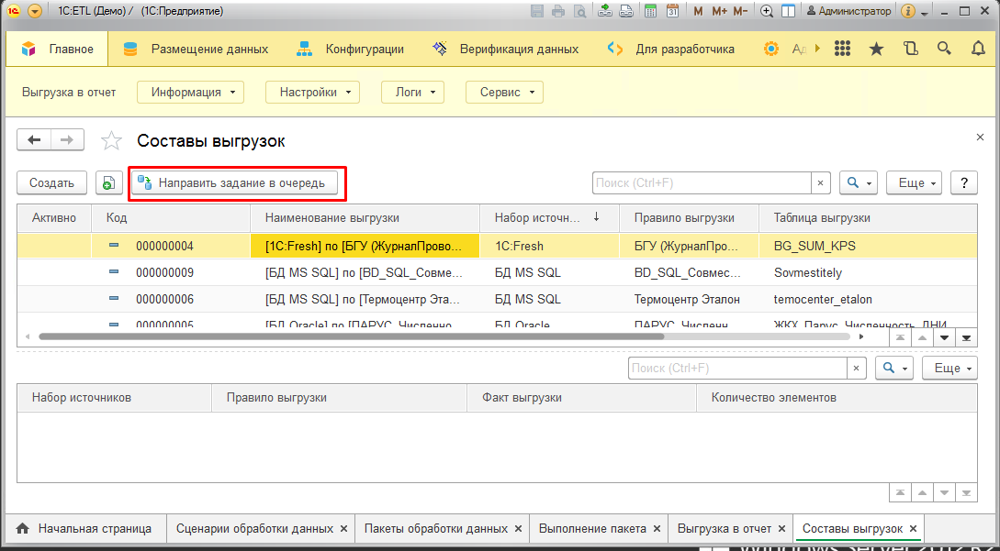 1С:ETL (Демо) / (1С:Предприятие)
31 M M+ M- Администратор
Главное Размещение данных Конфигурации Верификация данных Для разработчика Ад
Выгрузка в отчет Информация Настройки Логи Сервис
Составы выгрузок
Создать Направить задание в очередь Поиск (Ctrl+F) × Еще ?
Активно Код Наименование выгрузки Набор источн... ↓ Правило выгрузки Таблица выгрузки
000000004 [1С:Fresh] по [БГУ (ЖурналПрово... 1С:Fresh БГУ (ЖурналПро... BG_SUM_KPS
000000009 [БД MS SQL] по [BD_SQL_Совме... БД MS SQL BD_SQL_Совмес... Sovmestitely
000000006 [БД MS SQL] по [Термоцентр Эта... БД MS SQL Термоцентр Эталон temocenter_etalon
000000005 [БД Oracle] по [ПАРУС_Численно... БД Oracle ПАРУС_Числен... ЖКХ_Парус_Численность_ДНИ
Поиск (Ctrl+F) × Еще
Набор источников Правило выгрузки Факт выгрузки Количество элементов
Начальная страница Сценарии обработки данных × Пакеты обработки данных × Выполнение пакета × Выгрузка в отчет × Составы выгрузок ×
Windows Server 2012 R2